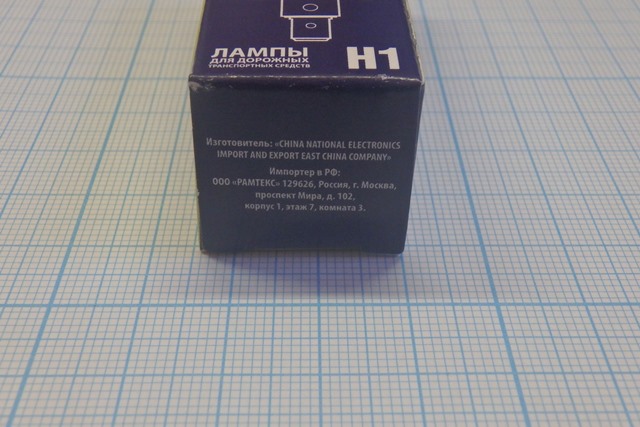 ЛАМПЫ H1
ДЛЯ ДОРОЖНЫХ
ТРАНСПОРТНЫХ СРЕДСТВ
Изготовитель: «CHINA NATIONAL ELECTRONICS
IMPORT AND EXPORT EAST CHINA COMPANY»
Импортер в РФ:
ООО «РАМТЕКС» 129626, Россия, г. Москва,
проспект Мира, д. 102,
корпус 1, этаж 7, комната 3.